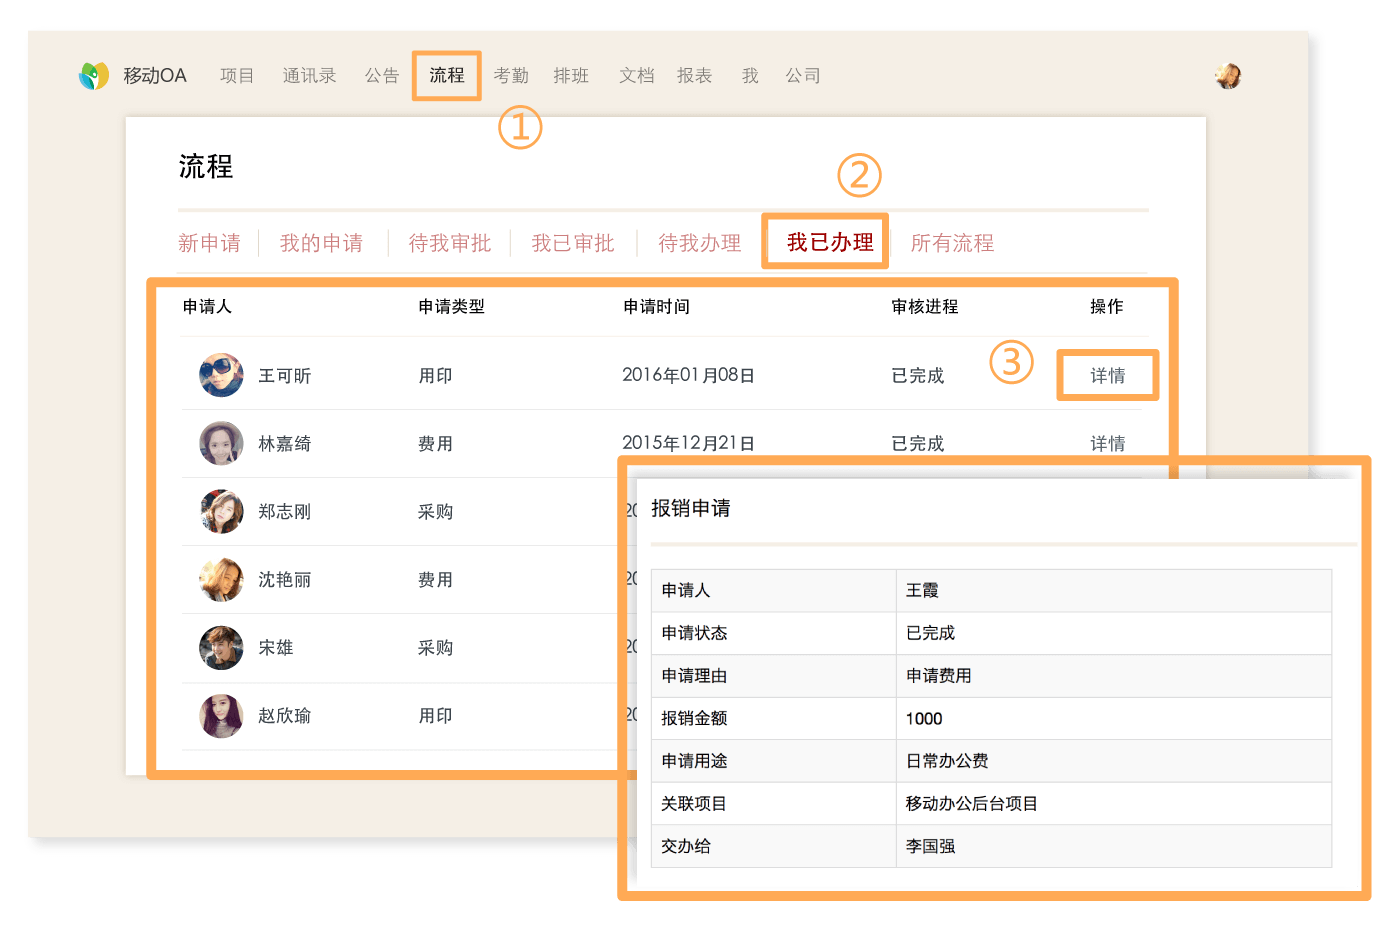 移动OA 项目 通讯录 公告 流程 考勤 排班 文档 报表 我 公司
①
流程
②
新申请 我的申请 待我审批 我已审批 待我办理 我已办理 所有流程
申请人 申请类型 申请时间 审核进程 操作
③
王可昕 用印 2016年01月08日 已完成 详情
林嘉绮 费用 2015年12月21日 已完成 详情
郑志刚 采购 20
沈艳丽 费用 20
宋雄 采购 20
赵欣瑜 用印 20
报销申请
申请人 王霞
申请状态 已完成
申请理由 申请费用
报销金额 1000
申请用途 日常办公费
关联项目 移动办公后台项目
交办给 李国强